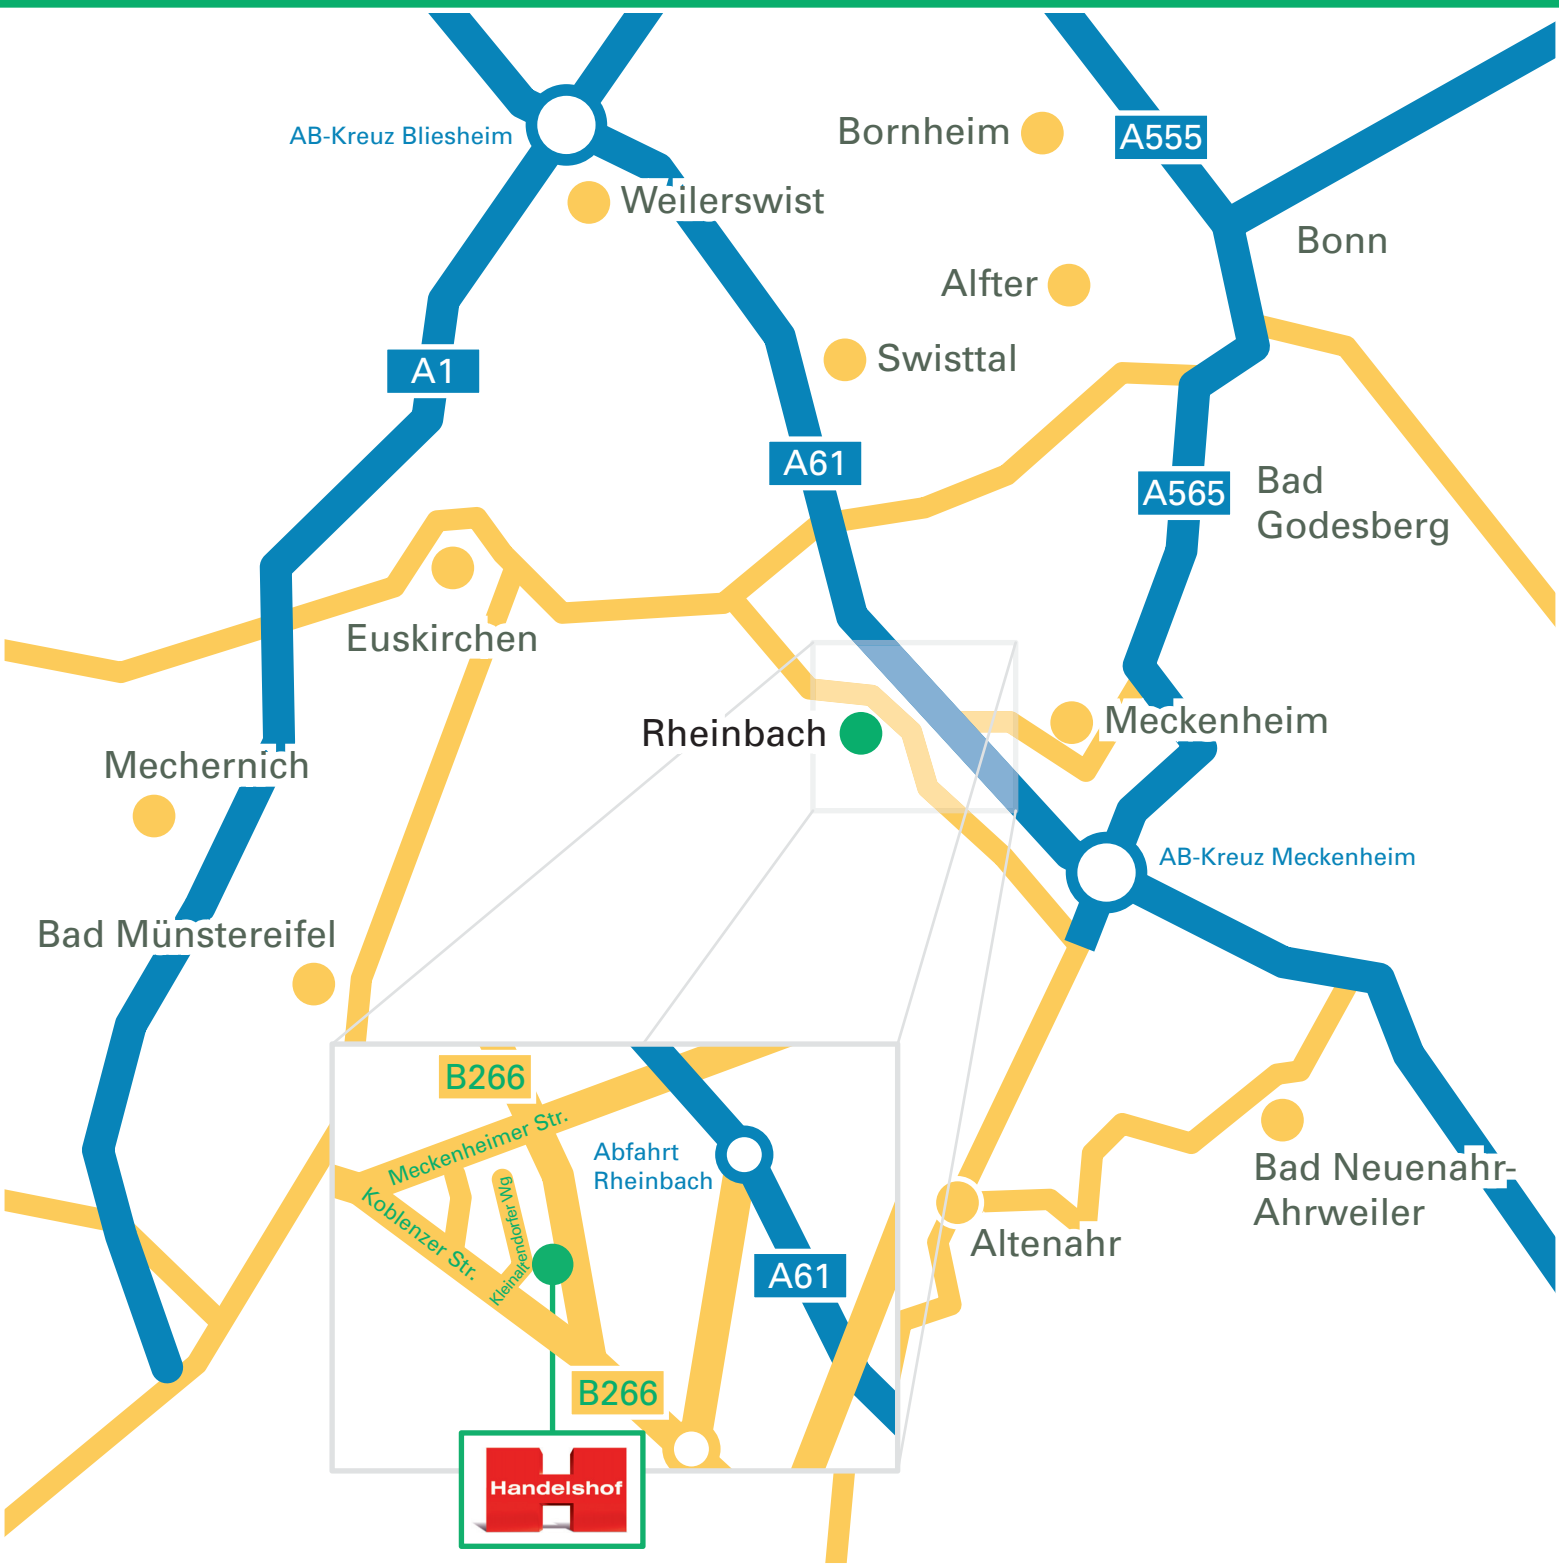 AB-Kreuz Bliesheim
Bornheim
A555
Weilerswist
Bonn
Alfter
Swisttal
A1
A61
A565
Bad
Godesberg
Euskirchen
Rheinbach
Meckenheim
Mechernich
AB-Kreuz Meckenheim
Bad Münstereifel
B266
Meckenheimer Str.
Abfahrt
Rheinbach
Koblenzer Str.
Kleinaltendorfer Wg
A61
B266
Handelshof
Altenahr
Bad Neuenahr-
Ahrweiler